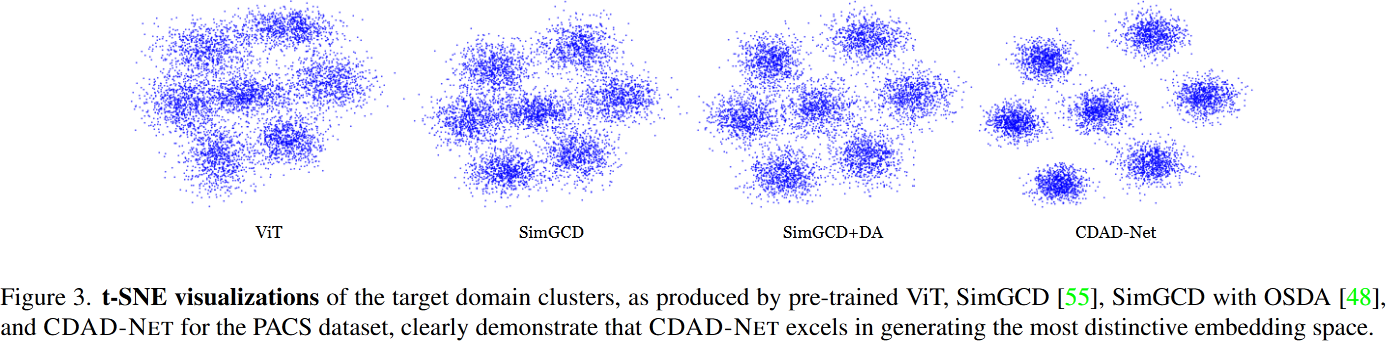 ViT SimGCD SimGCD+DA CDAD-Net
Figure 3. t-SNE visualizations of the target domain clusters, as produced by pre-trained ViT, SimGCD [55], SimGCD with OSDA [48],
and CDAD-NET for the PACS dataset, clearly demonstrate that CDAD-NET excels in generating the most distinctive embedding space.